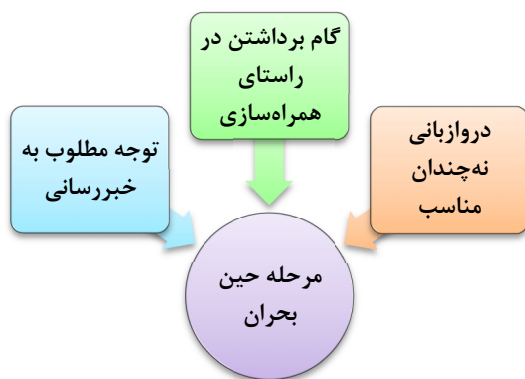 گام برداشتن در
راستای
همراه‌سازی
دروازبانی
نه‌چندان
مناسب
توجه مطلوب به
خبررسانی
مرحله حین
بحران